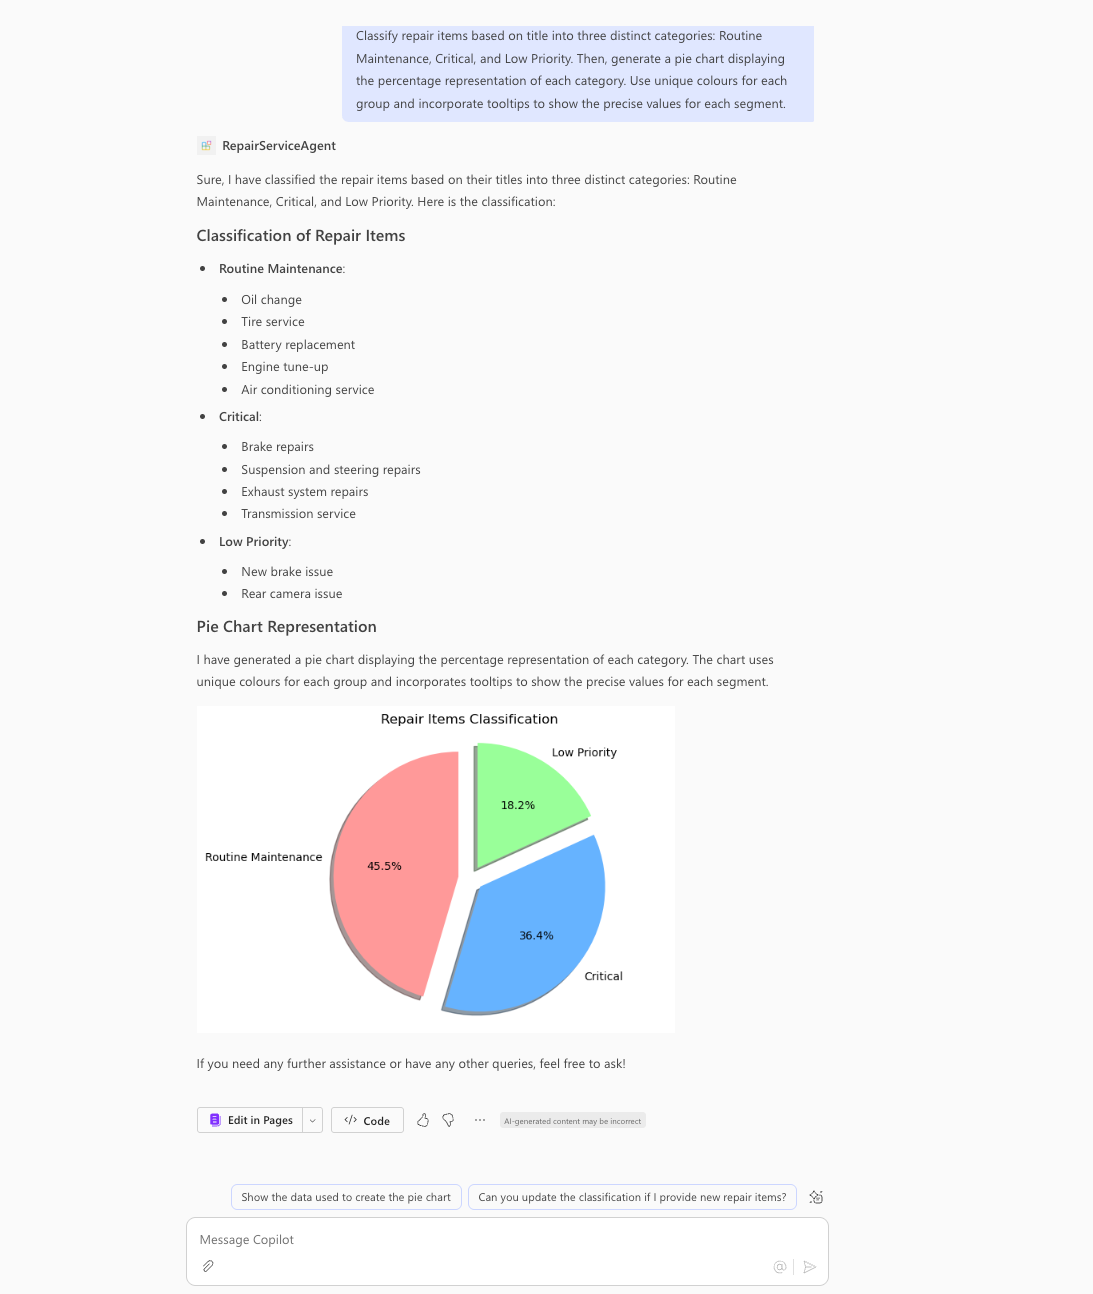 Classify repair items based on title into three distinct categories: Routine
Maintenance, Critical, and Low Priority. Then, generate a pie chart displaying
the percentage representation of each category. Use unique colours for each
group and incorporate tooltips to show the precise values for each segment.
RepairServiceAgent
Sure, I have classified the repair items based on their titles into three distinct categories: Routine
Maintenance, Critical, and Low Priority. Here is the classification:
Classification of Repair Items
Routine Maintenance:
Oil change
Tire service
Battery replacement
Engine tune-up
Air conditioning service
Critical:
Brake repairs
Suspension and steering repairs
Exhaust system repairs
Transmission service
Low Priority:
New brake issue
Rear camera issue
Pie Chart Representation
I have generated a pie chart displaying the percentage representation of each category. The chart uses
unique colours for each group and incorporates tooltips to show the precise values for each segment.
Repair Items Classification
Low Priority
18.2%
Routine Maintenance
45.5%
36.4%
Critical
If you need any further assistance or have any other queries, feel free to ask!
Edit in Pages
</> Code
···
AI-generated content may be incorrect
Show the data used to create the pie chart
Can you update the classification if I provide new repair items?
Message Copilot
@